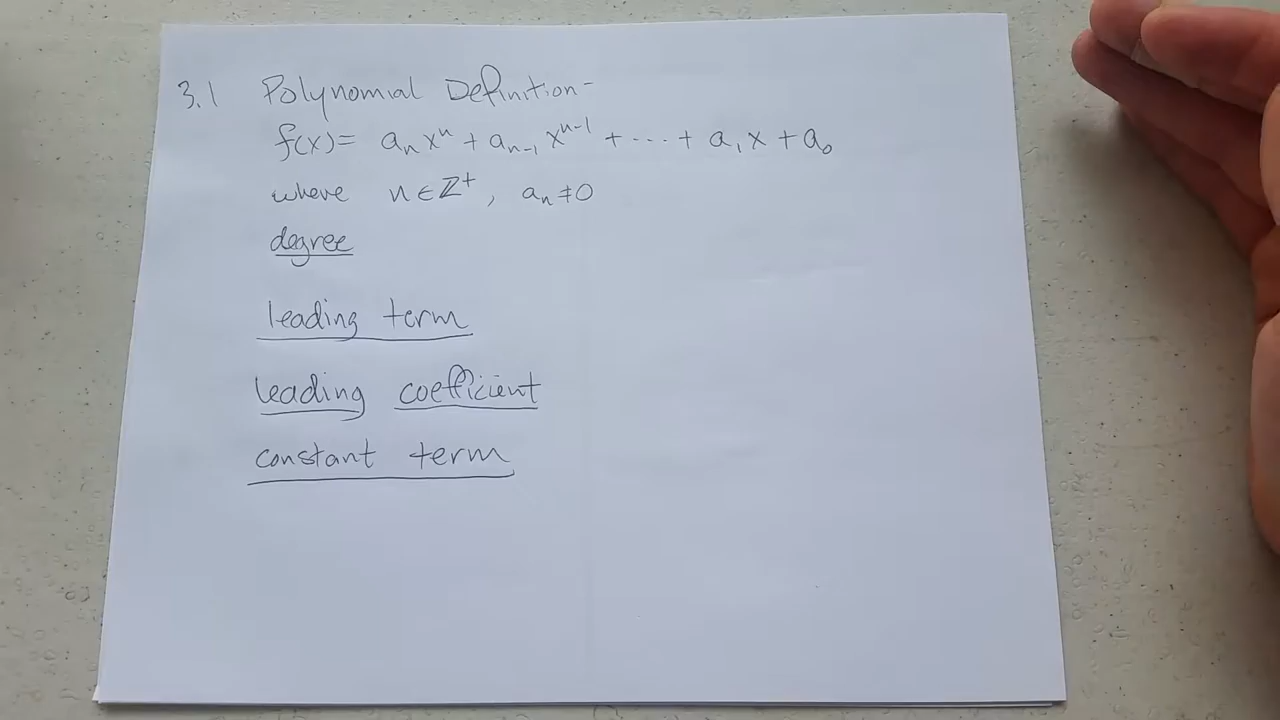 3.1 Polynomial Definition-
f(x)= aₙxⁿ + aₙ₋₁xⁿ⁻¹ + ⋯ + a₁x + a₀
where n∈ℤ⁺, aₙ≠0
degree
leading term
leading coefficient
constant term